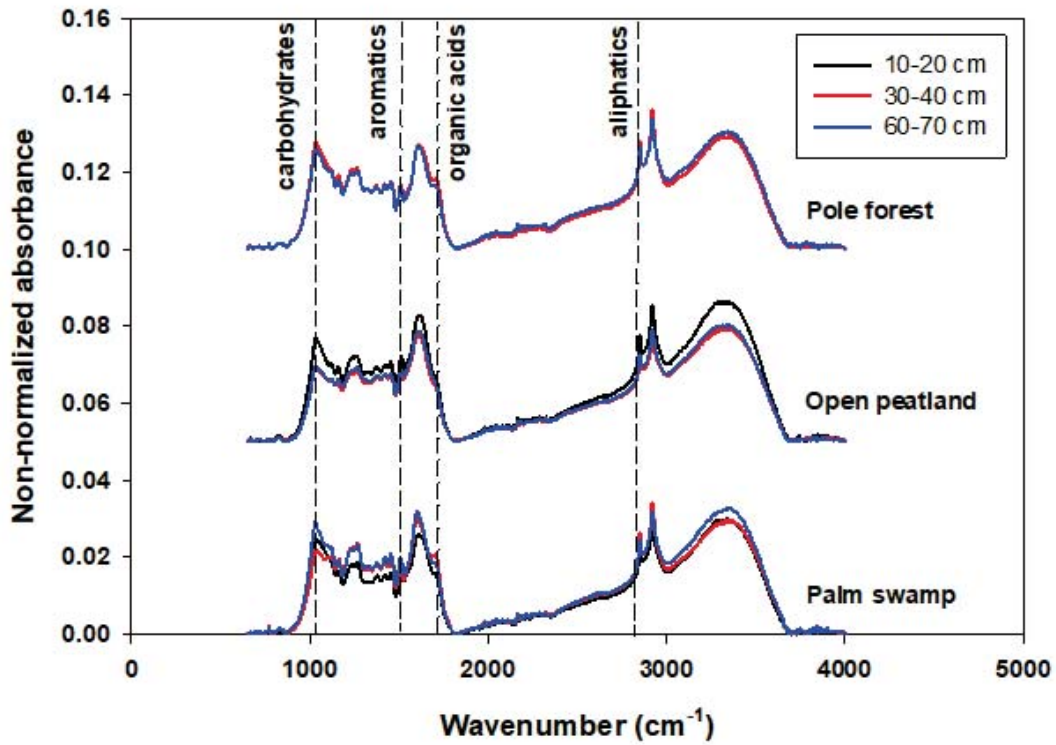 0.16
0.14
0.12
0.10
0.08
0.06
0.04
0.02
0.00
Non-normalized absorbance
carbohydrates
aromatics
organic acids
aliphatics
10-20 cm
30-40 cm
60-70 cm
Pole forest
Open peatland
Palm swamp
0 1000 2000 3000 4000 5000
Wavenumber (cm⁻¹)